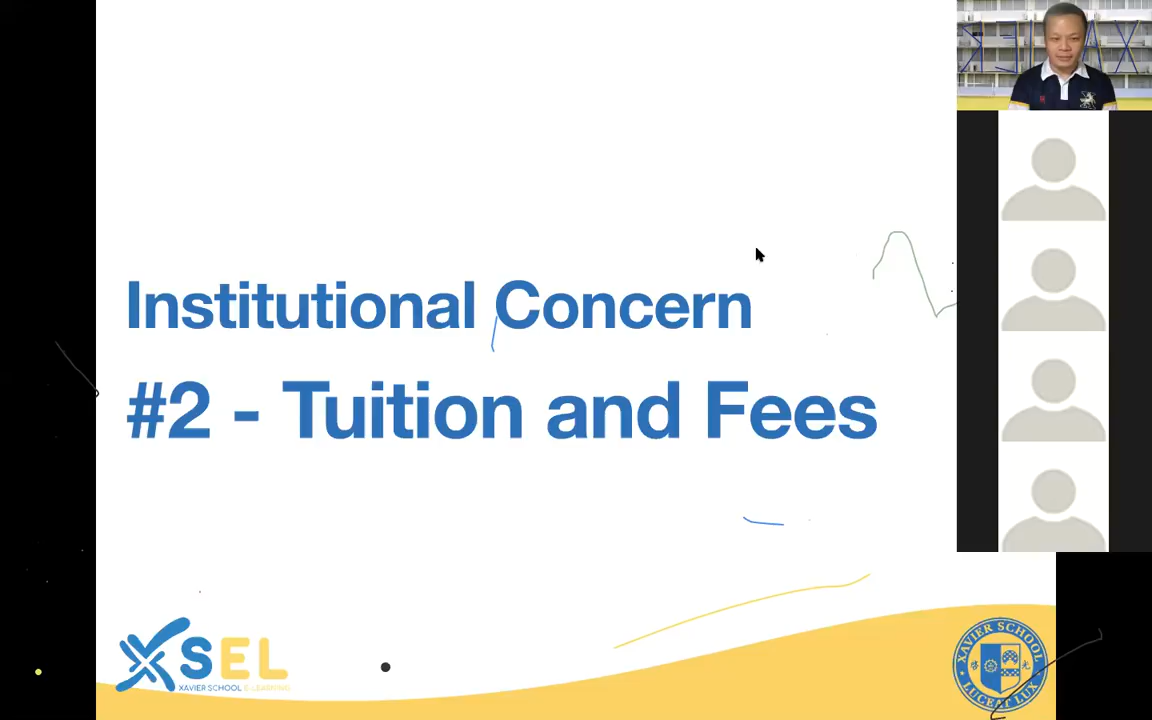 Institutional Concern
#2 - Tuition and Fees
XSEL
XAVIER SCHOOL E-LEARNING
XAVIER SCHOOL
LUCEAT LUX